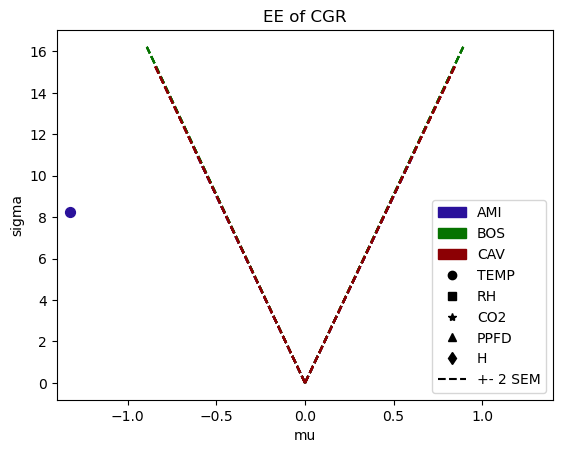 EE of CGR
sigma
16
14
12
10
8
6
4
2
0
AMI
BOS
CAV
TEMP
RH
CO2
PPFD
H
+- 2 SEM
−1.0 −0.5 0.0 0.5 1.0
mu